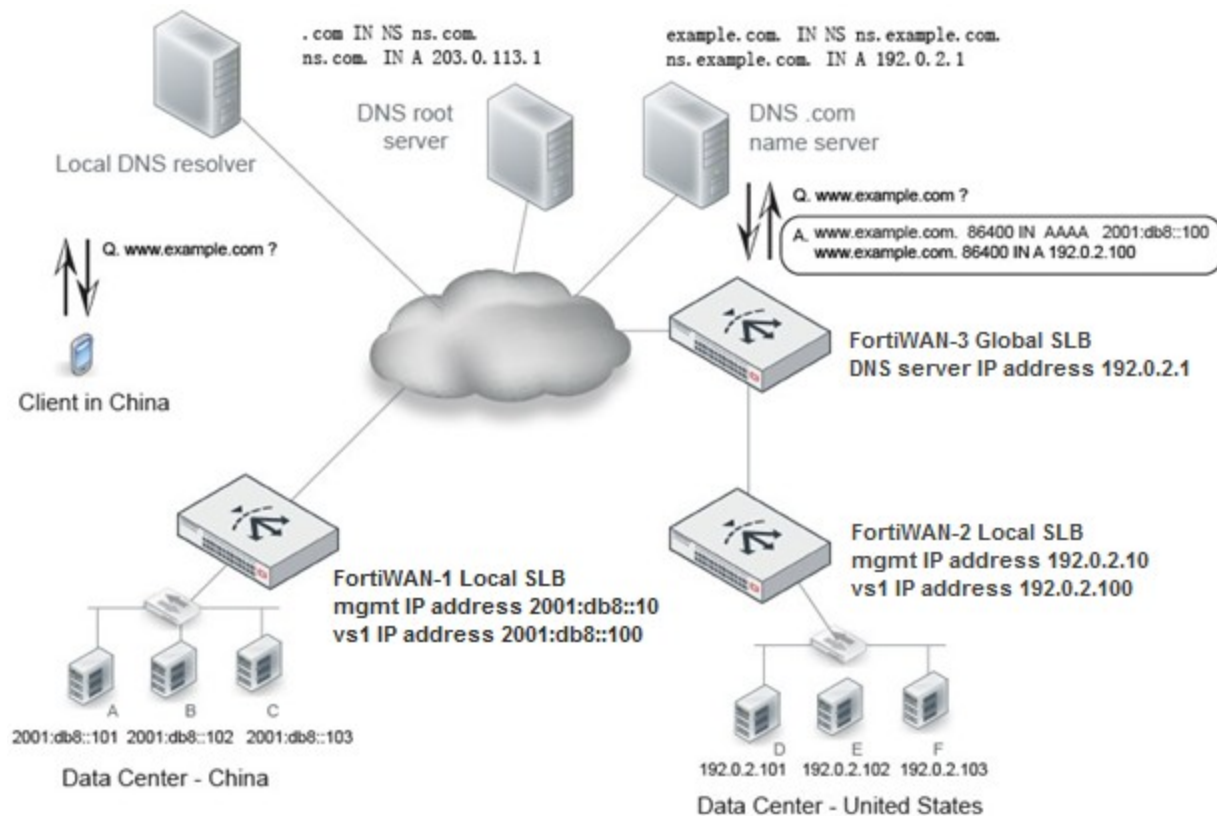 .com IN NS ns.com.
ns.com. IN A 203.0.113.1
example.com. IN NS ns.example.com.
ns.example.com. IN A 192.0.2.1
DNS root
server
DNS .com
name server
Local DNS resolver
Q. www.example.com ?
A. www.example.com. 86400 IN AAAA 2001:db8::100
www.example.com. 86400 IN A 192.0.2.100
Q. www.example.com ?
Client in China
FortiWAN-3 Global SLB
DNS server IP address 192.0.2.1
FortiWAN-1 Local SLB
mgmt IP address 2001:db8::10
vs1 IP address 2001:db8::100
FortiWAN-2 Local SLB
mgmt IP address 192.0.2.10
vs1 IP address 192.0.2.100
A B C
2001:db8::101 2001:db8::102 2001:db8::103
Data Center - China
D E F
192.0.2.101 192.0.2.102 192.0.2.103
Data Center - United States